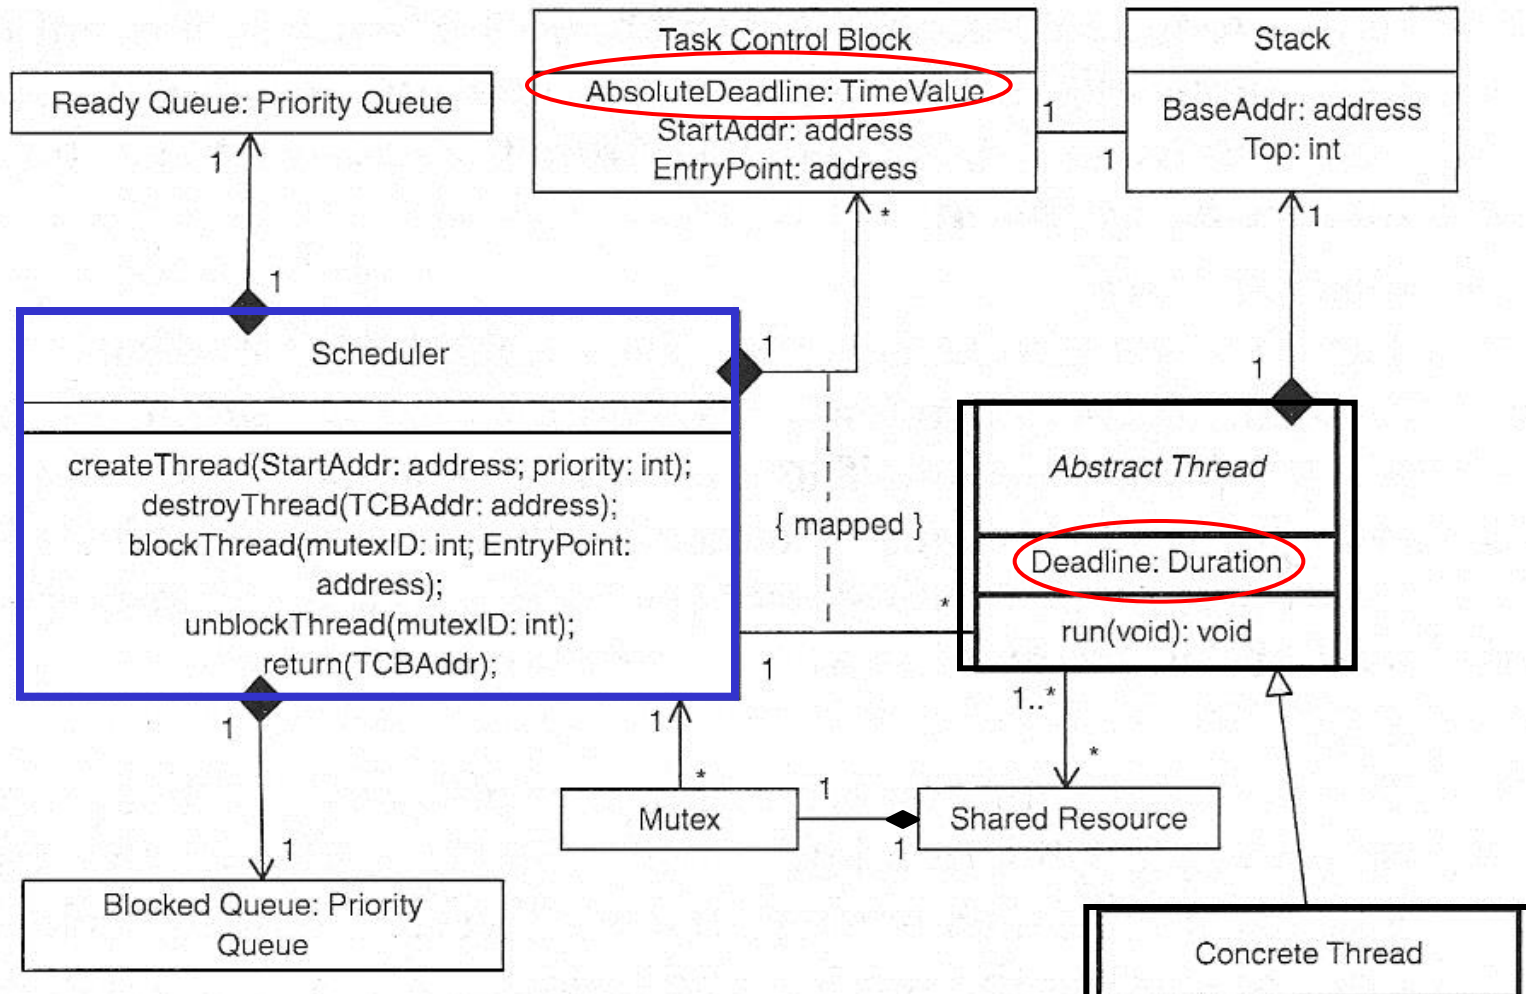 Task Control Block
AbsoluteDeadline: TimeValue
StartAddr: address
EntryPoint: address
1
1
Stack
BaseAddr: address
Top: int
Ready Queue: Priority Queue
1
1
*
1
1
1
Scheduler
createThread(StartAddr: address; priority: int);
destroyThread(TCBAddr: address);
blockThread(mutexID: int; EntryPoint:
address);
unblockThread(mutexID: int);
return(TCBAddr);
{ mapped }
*
1
Abstract Thread
Deadline: Duration
run(void): void
1..*
*
1
1
*
Mutex
1
1
Shared Resource
1
Blocked Queue: Priority
Queue
Concrete Thread